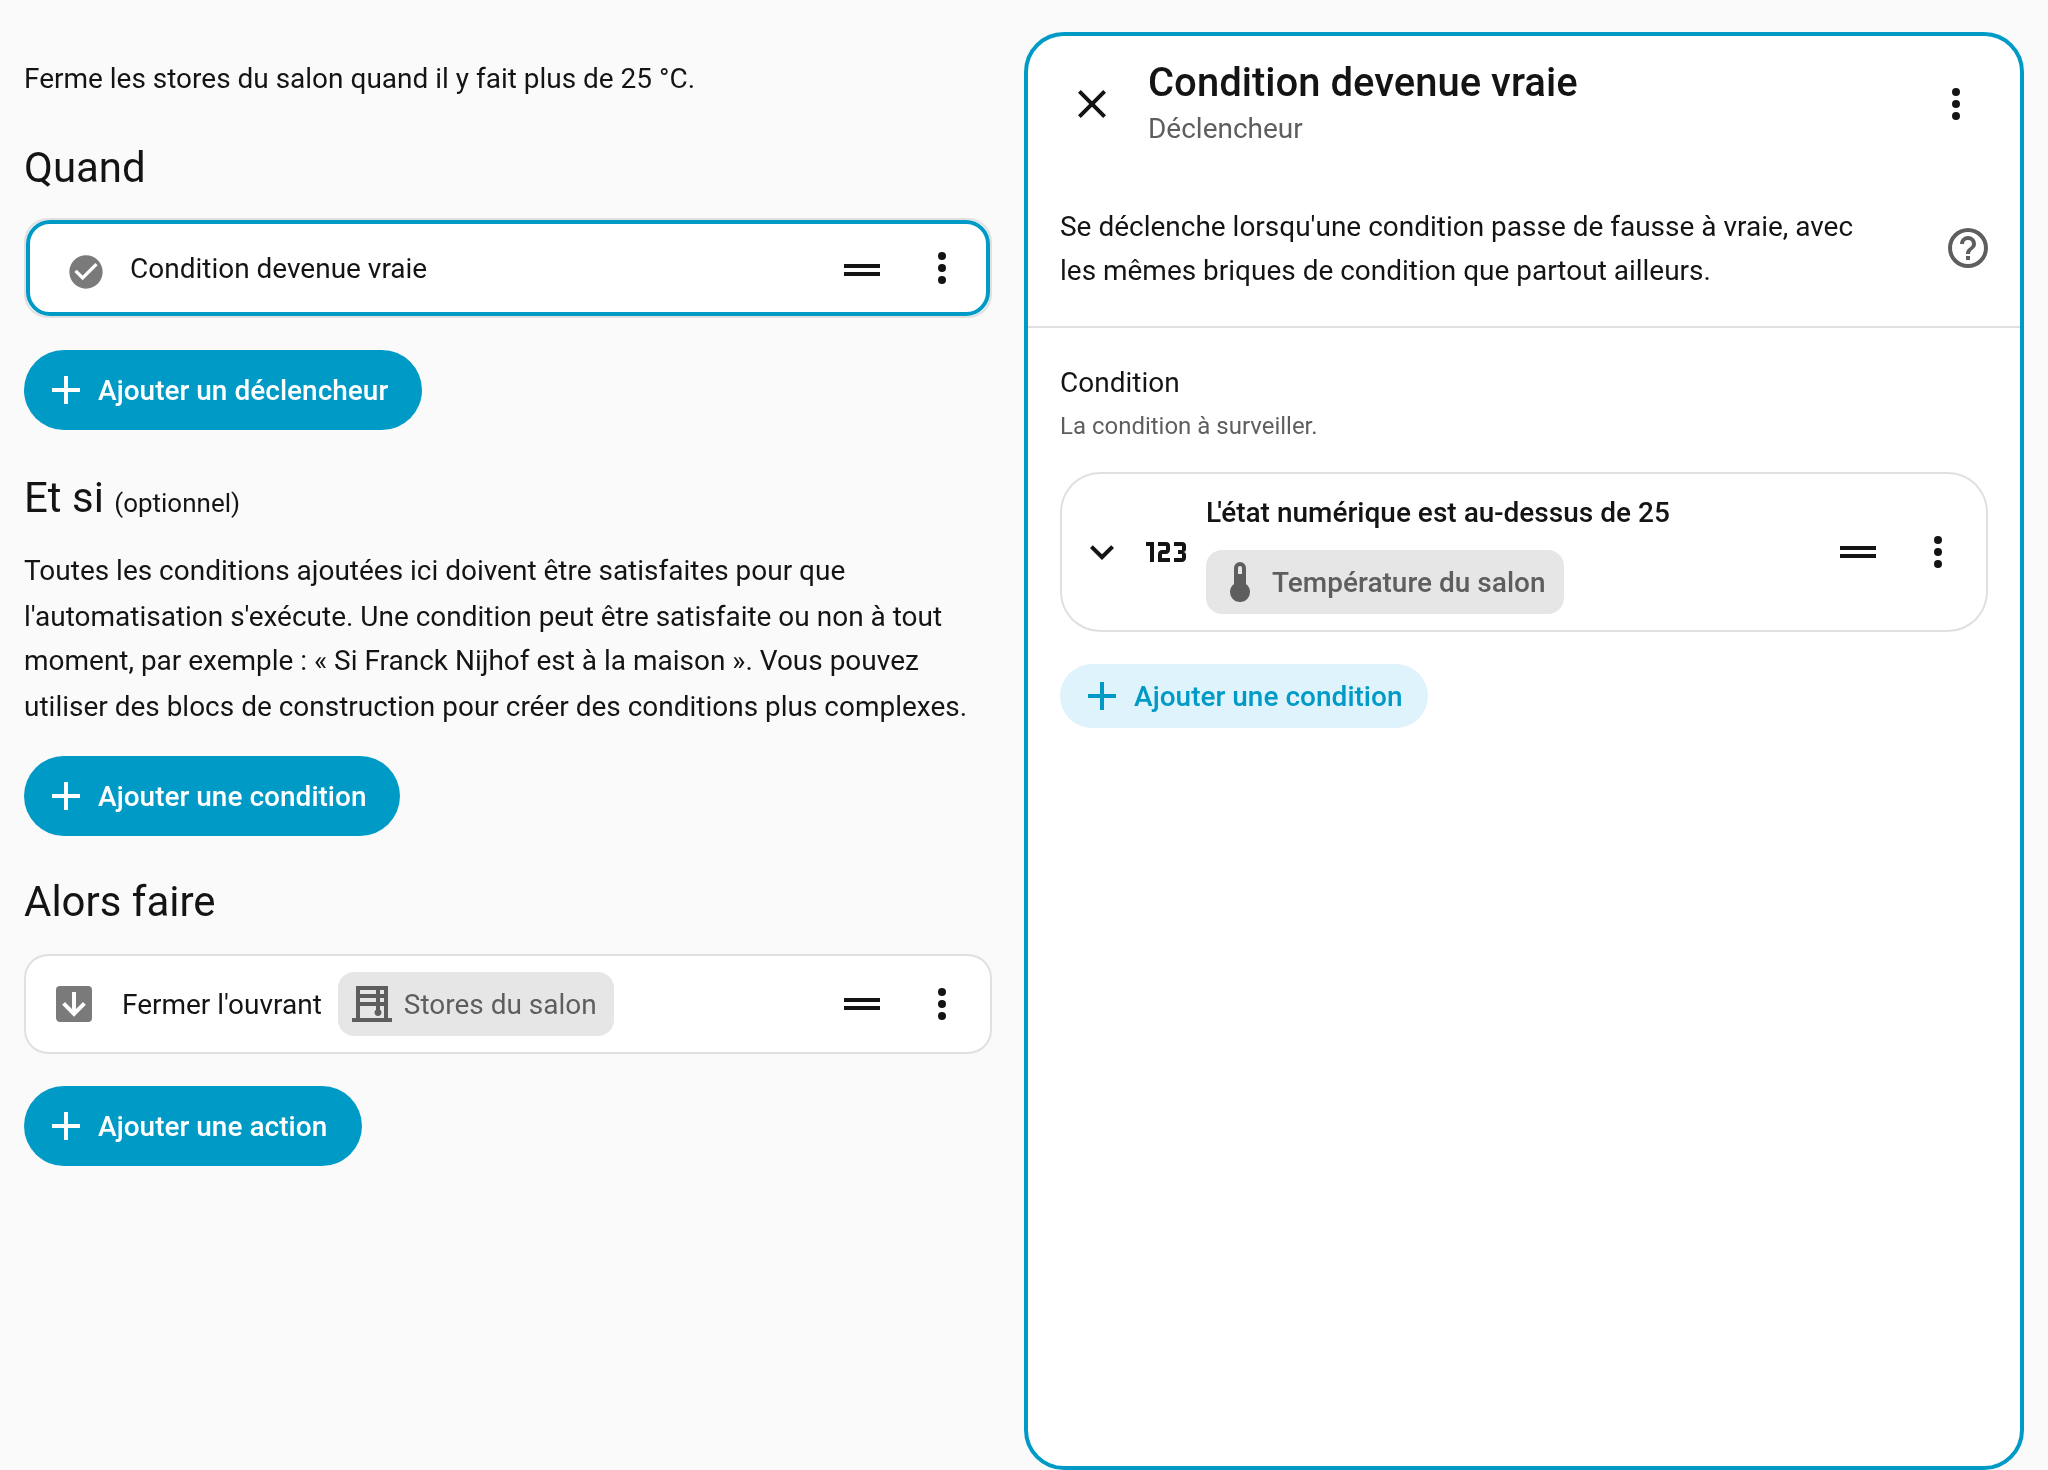 Ferme les stores du salon quand il y fait plus de 25 °C.
Quand
Condition devenue vraie
Ajouter un déclencheur
Et si (optionnel)
Toutes les conditions ajoutées ici doivent être satisfaites pour que
l'automatisation s'exécute. Une condition peut être satisfaite ou non à tout
moment, par exemple : « Si Franck Nijhof est à la maison ». Vous pouvez
utiliser des blocs de construction pour créer des conditions plus complexes.
Ajouter une condition
Alors faire
Fermer l'ouvrant Stores du salon
Ajouter une action
Condition devenue vraie
Déclencheur
Se déclenche lorsqu'une condition passe de fausse à vraie, avec
les mêmes briques de condition que partout ailleurs.
Condition
La condition à surveiller.
L'état numérique est au-dessus de 25
123
Température du salon
Ajouter une condition